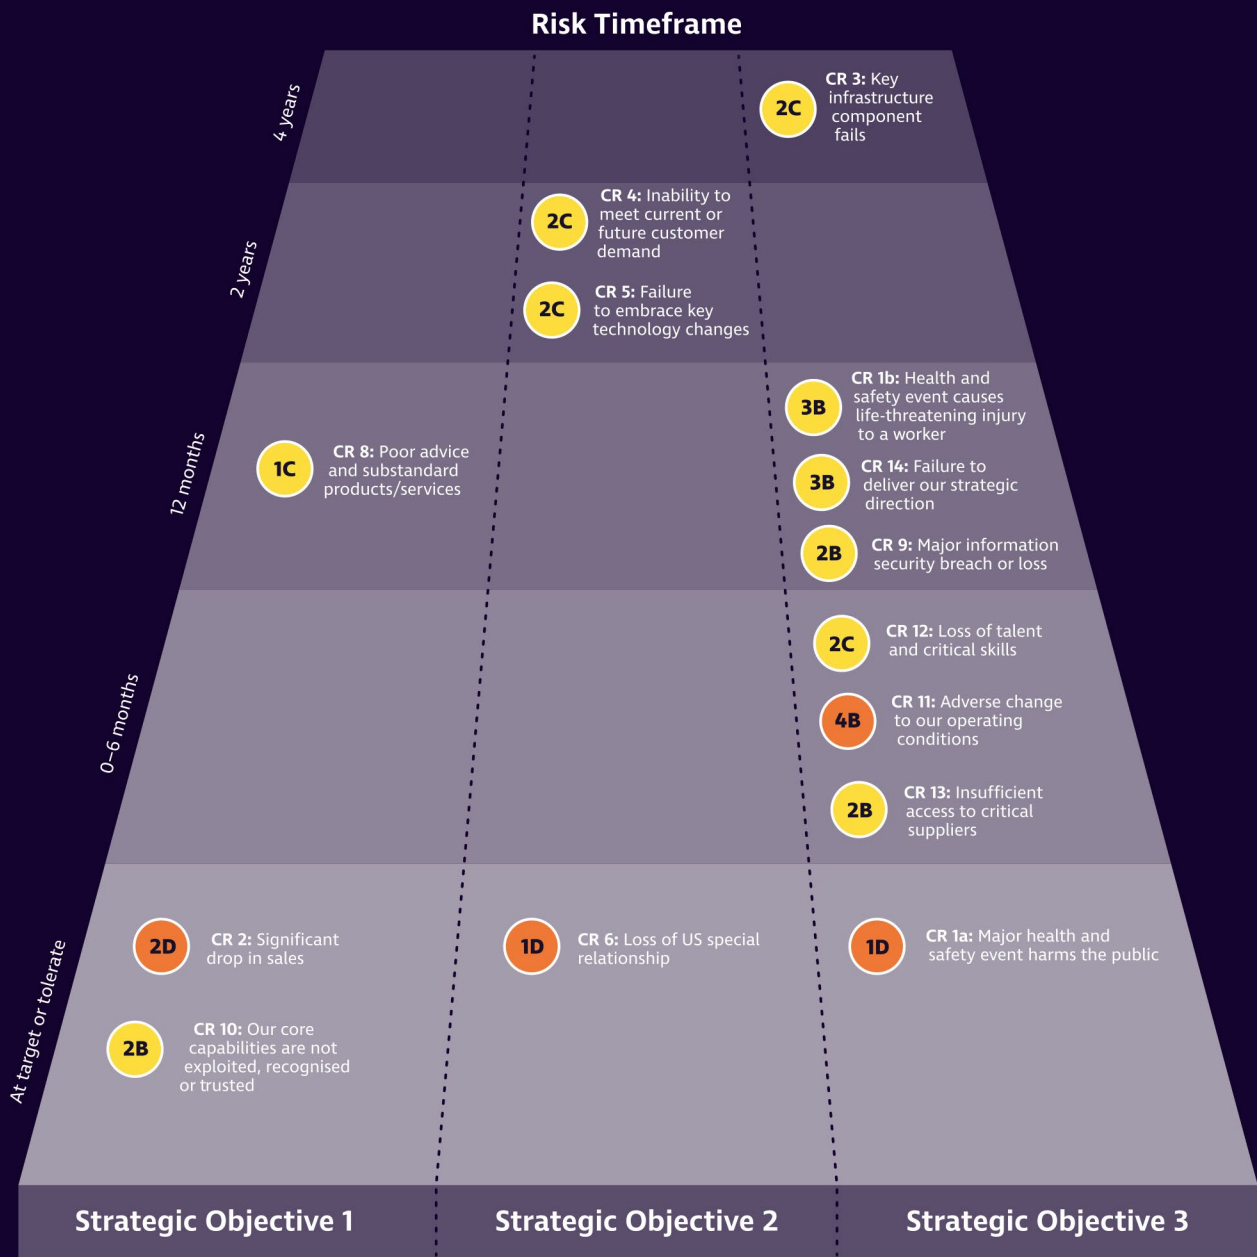 Risk Timeframe
4 years
2C
CR 3: Key
infrastructure
component
fails
2 years
2C
CR 4: Inability to
meet current or
future customer
demand
2C
CR 5: Failure
to embrace key
technology changes
12 months
1C
CR 8: Poor advice
and substandard
products/services
3B
CR 1b: Health and
safety event causes
life-threatening injury
to a worker
3B
CR 14: Failure to
deliver our strategic
direction
2B
CR 9: Major information
security breach or loss
0–6 months
2C
CR 12: Loss of talent
and critical skills
4B
CR 11: Adverse change
to our operating
conditions
2B
CR 13: Insufficient
access to critical
suppliers
At target or tolerate
2D
CR 2: Significant
drop in sales
2B
CR 10: Our core
capabilities are not
exploited, recognised
or trusted
1D
CR 6: Loss of US special
relationship
1D
CR 1a: Major health and
safety event harms the public
Strategic Objective 1
Strategic Objective 2
Strategic Objective 3